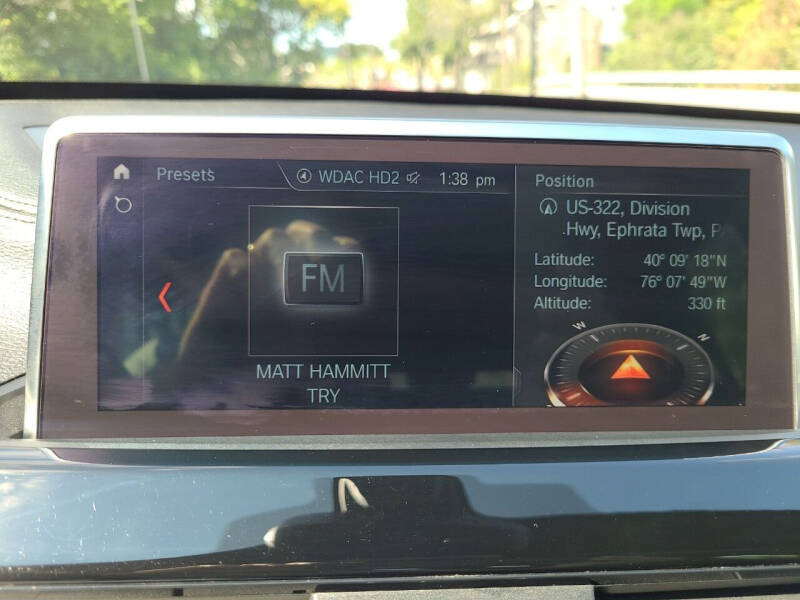 Presets
WDAC HD2
1:38 pm
FM
MATT HAMMITT
TRY
Position
US-322, Division
Hwy, Ephrata Twp, P
Latitude: 40° 09' 18"N
Longitude: 76° 07' 49"W
Altitude: 330 ft
W N